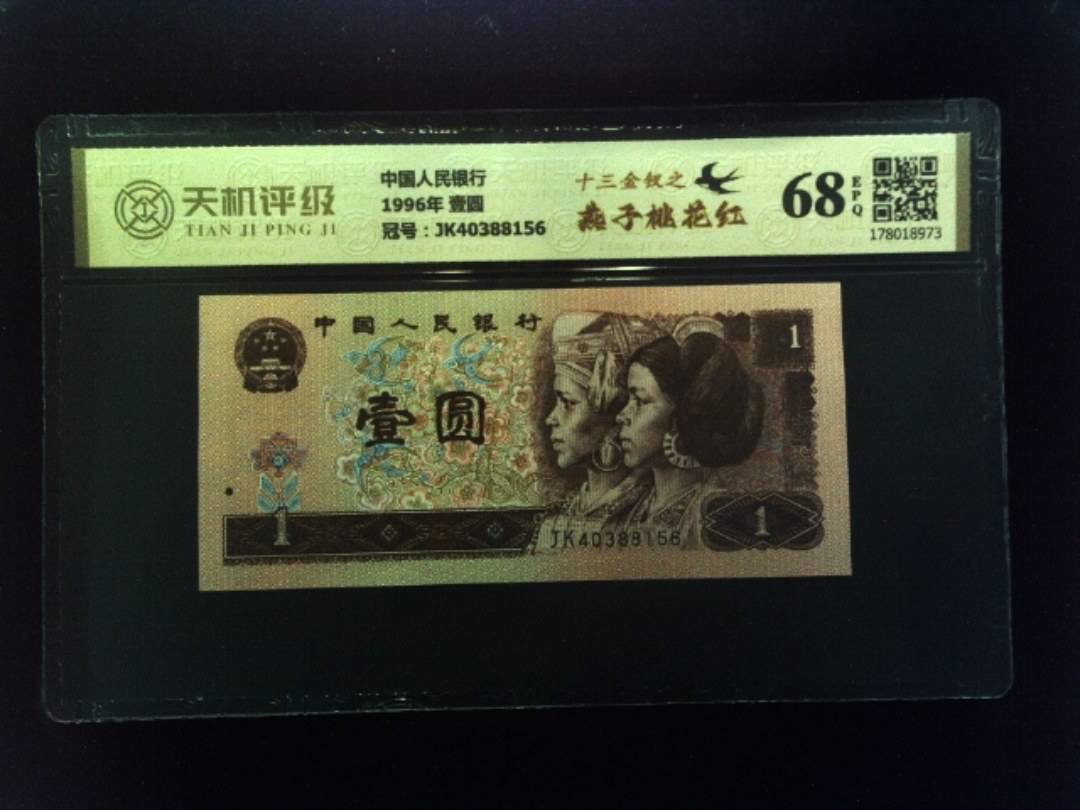 天机评级
TIAN JI PING JI
中国人民银行
1996年 壹圆
冠号：JK40388156
十三金钗之
燕子桃花红
68
EPQ
178018973
中国人民银行
1
壹圆
1
JK40388156
1